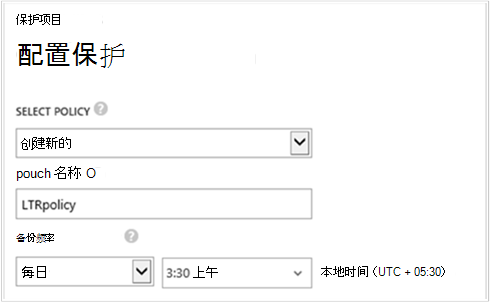 保护项目
配置保护
SELECT POLICY ?
创建新的
pouch 名称 O
LTRpolicy
备份频率 ?
每日 3:30 上午 本地时间 (UTC + 05:30)